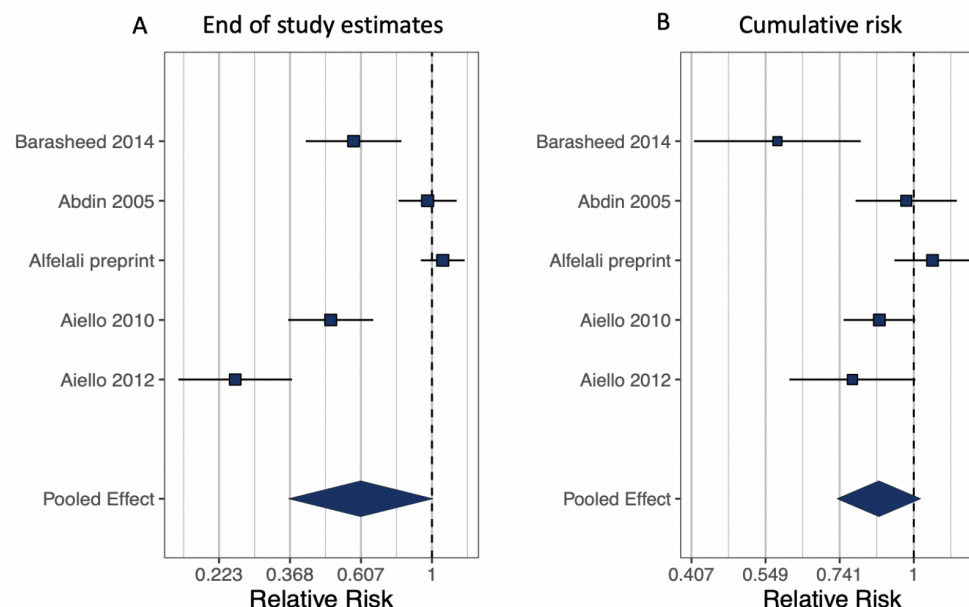 A End of study estimates
Barasheed 2014
Abdin 2005
Alfelali preprint
Aiello 2010
Aiello 2012
Pooled Effect
0.223 0.368 0.607 1
Relative Risk
B Cumulative risk
Barasheed 2014
Abdin 2005
Alfelali preprint
Aiello 2010
Aiello 2012
Pooled Effect
0.407 0.549 0.741 1
Relative Risk